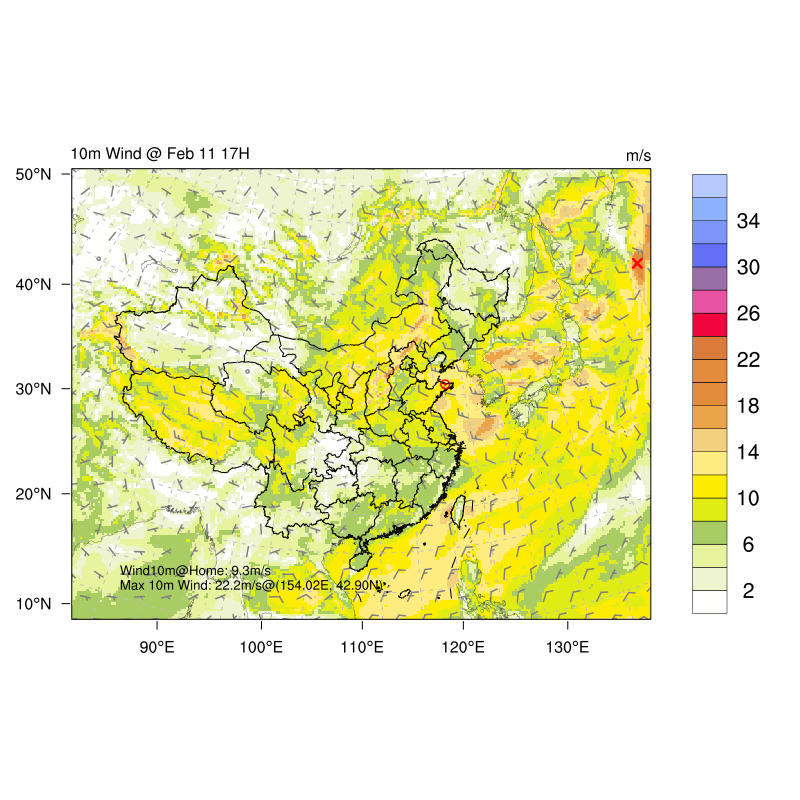 10m Wind @ Feb 11 17H
m/s
50°N
40°N
30°N
20°N
10°N
90°E
100°E
110°E
120°E
130°E
34
30
26
22
18
14
10
6
2
Wind10m@Home: 9.3m/s
Max 10m Wind: 22.2m/s@(154.02E, 42.90N)